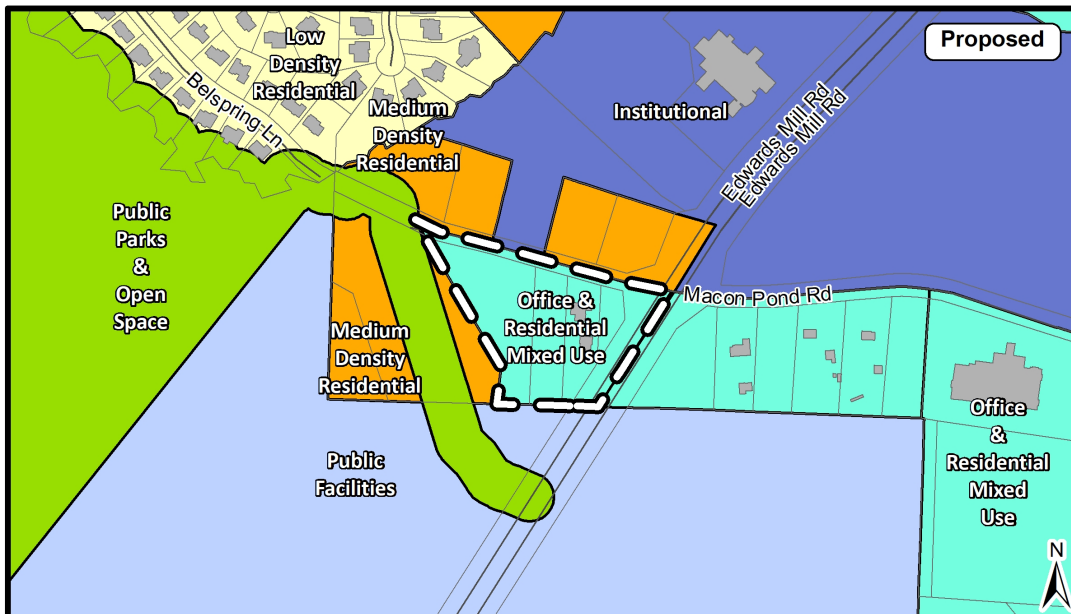 Proposed
Low
Density
Residential
Belspring Ln
Medium
Density
Residential
Institutional
Edwards Mill Rd
Edwards Mill Rd
Public
Parks
&
Open
Space
Macon Pond Rd
Office &
Residential
Mixed Use
Medium
Density
Residential
Office
&
Residential
Mixed
Use
Public
Facilities
N